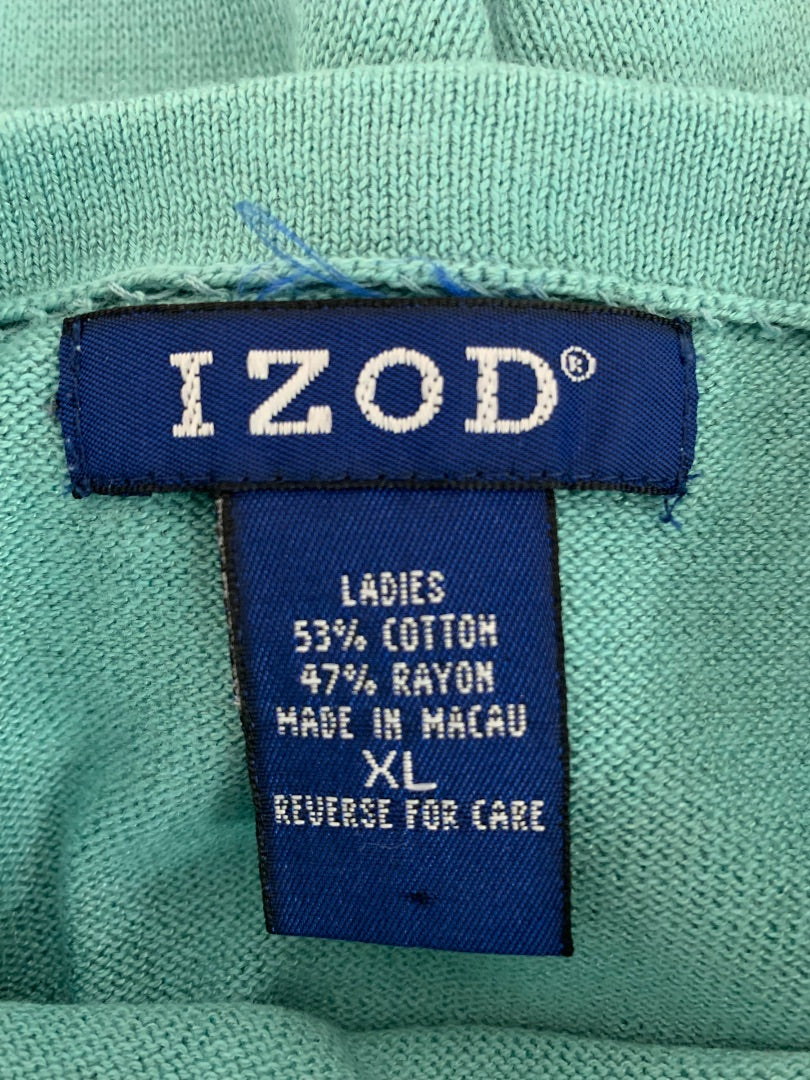 IZOD®
LADIES
53% COTTON
47% RAYON
MADE IN MACAU
XL
REVERSE FOR CARE